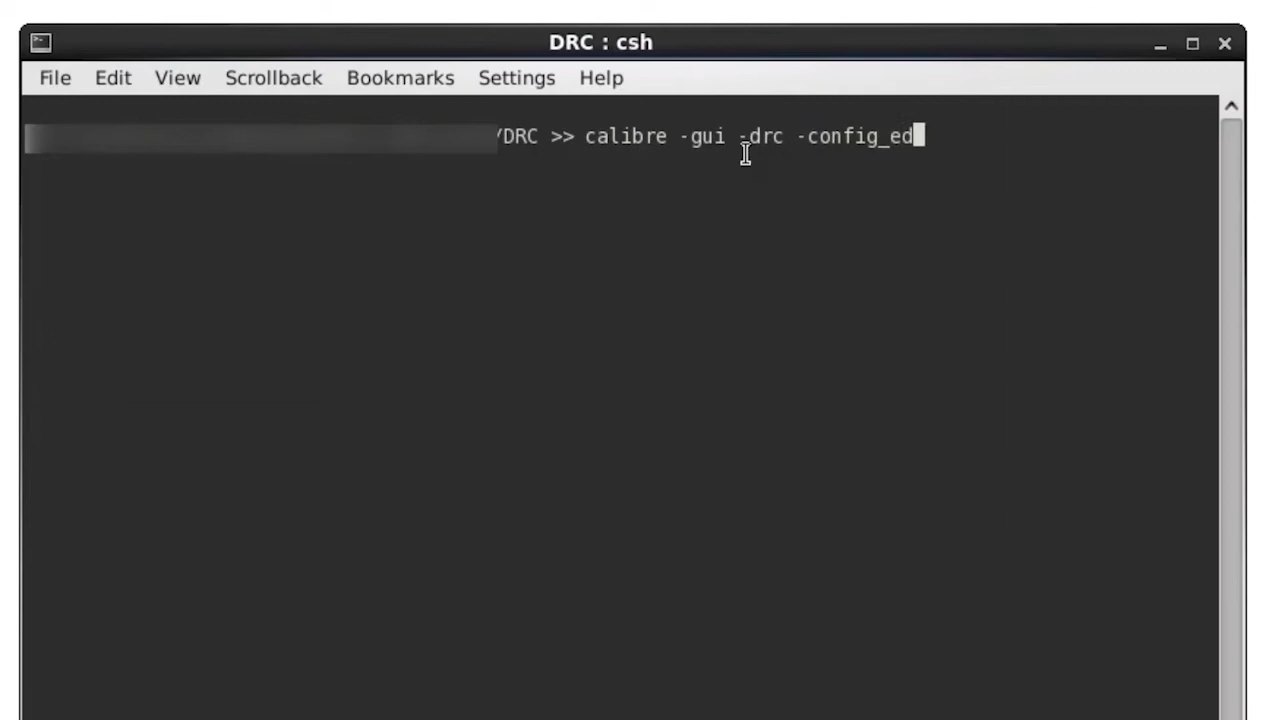 DRC : csh
File Edit View Scrollback Bookmarks Settings Help
/DRC >> calibre -gui -drc -config_ed